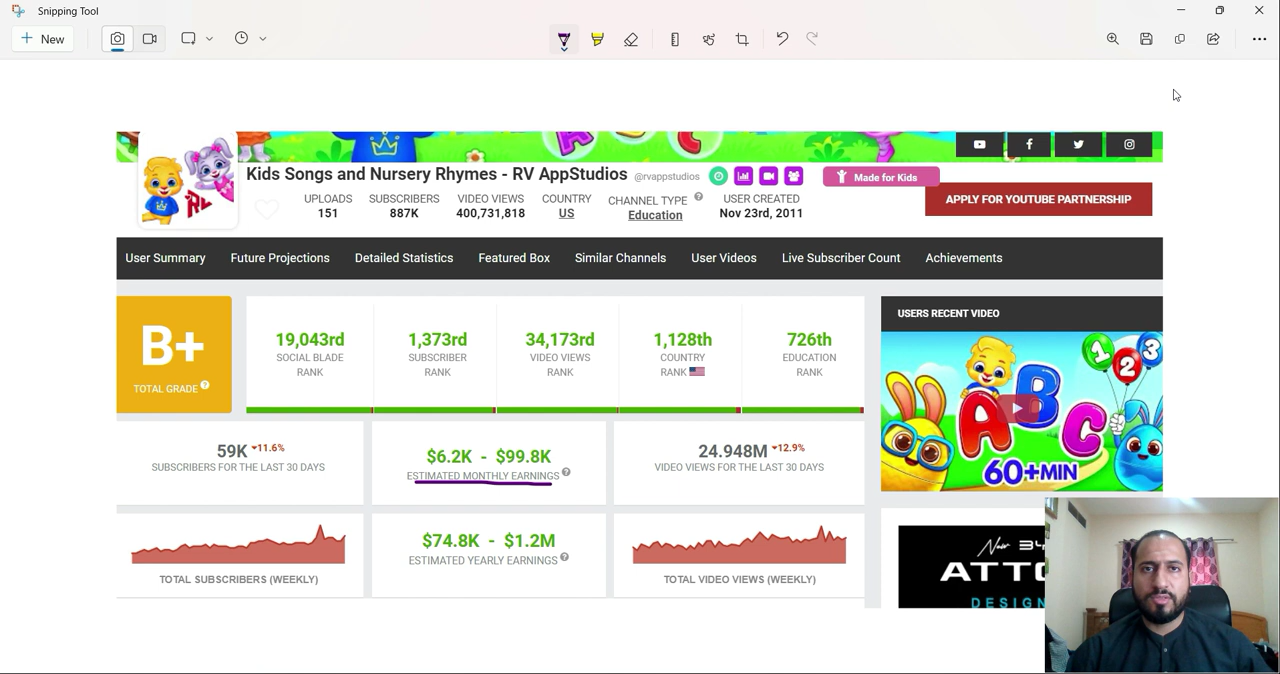 Snipping Tool
New
Kids Songs and Nursery Rhymes - RV AppStudios @rvappstudios
Made for Kids
UPLOADS
151
SUBSCRIBERS
887K
VIDEO VIEWS
400,731,818
COUNTRY
US
CHANNEL TYPE
Education
USER CREATED
Nov 23rd, 2011
APPLY FOR YOUTUBE PARTNERSHIP
User Summary
Future Projections
Detailed Statistics
Featured Box
Similar Channels
User Videos
Live Subscriber Count
Achievements
B+
TOTAL GRADE
19,043rd
SOCIAL BLADE
RANK
1,373rd
SUBSCRIBER
RANK
34,173rd
VIDEO VIEWS
RANK
1,128th
COUNTRY
RANK
726th
EDUCATION
RANK
USERS RECENT VIDEO
1 2 3
ABC
60+MIN
59K 11.6%
SUBSCRIBERS FOR THE LAST 30 DAYS
$6.2K - $99.8K
ESTIMATED MONTHLY EARNINGS
24.948M 12.9%
VIDEO VIEWS FOR THE LAST 30 DAYS
TOTAL SUBSCRIBERS (WEEKLY)
$74.8K - $1.2M
ESTIMATED YEARLY EARNINGS
TOTAL VIDEO VIEWS (WEEKLY)
DESIGN